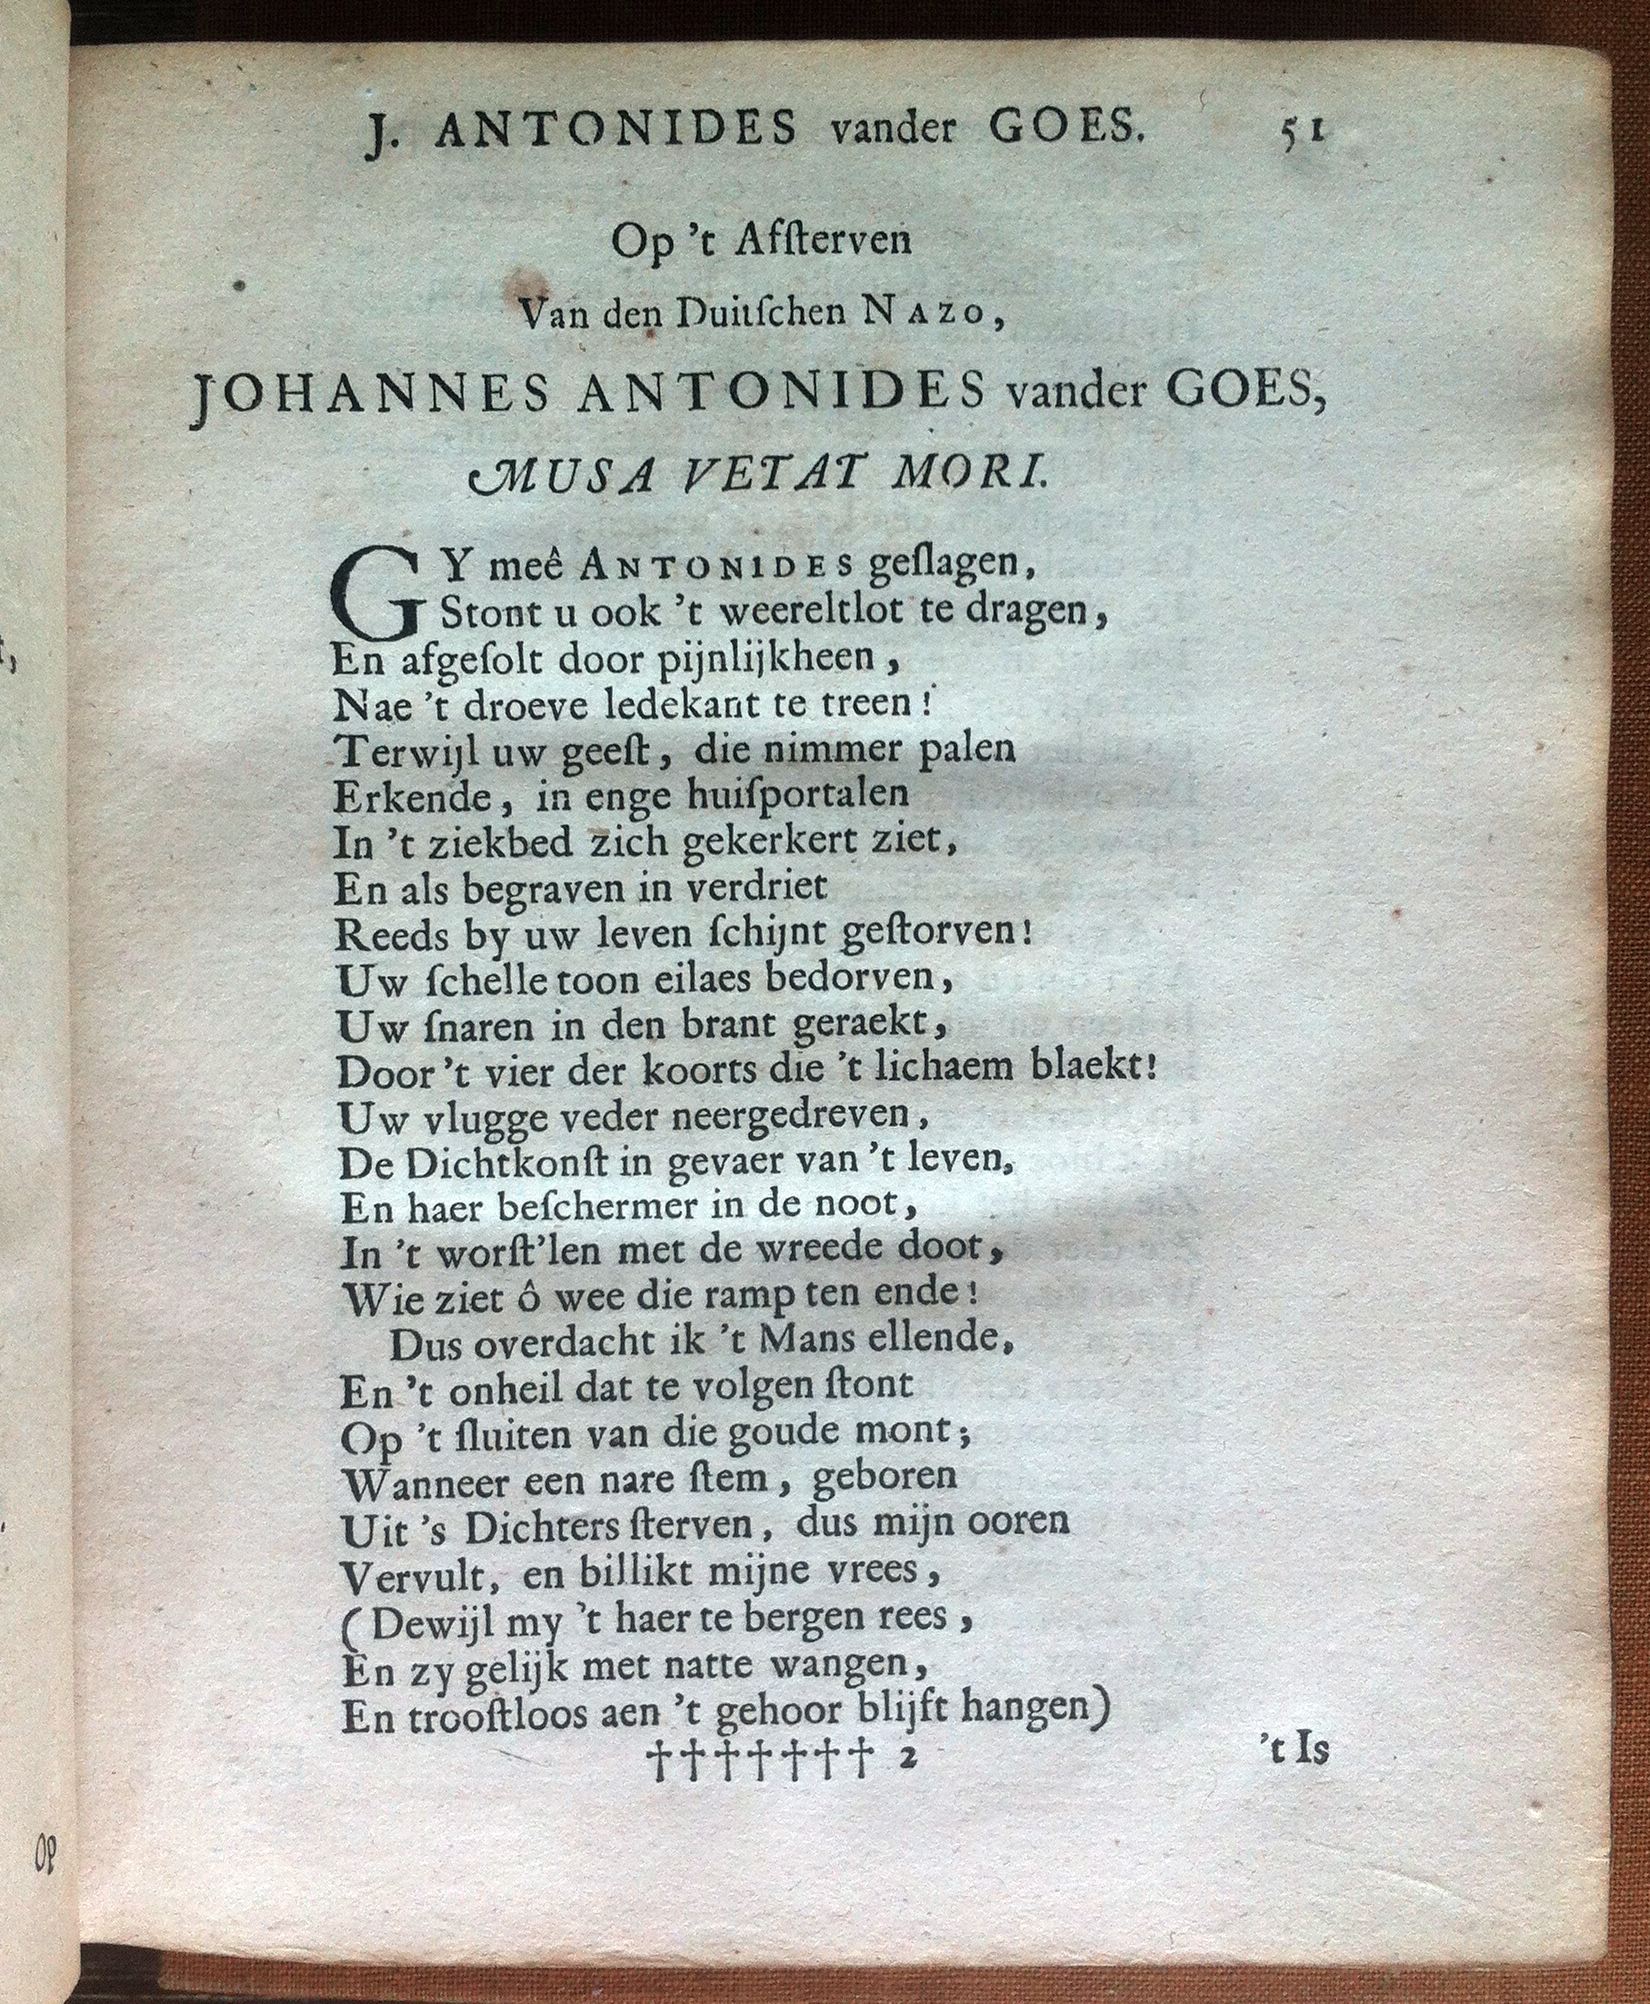 J. ANTONIDES vander GOES. 51
Op 't Afſterven
Van den Duitſchen NAZO,
JOHANNES ANTONIDES vander GOES,
MUSA VETAT MORI.
GY meê ANTONIDES geſlagen,
Stont u ook 't weereltlot te dragen,
En afgeſolt door pijnlijkheen,
Nae 't droeve ledekant te treen!
Terwijl uw geeſt, die nimmer palen
Erkende, in enge huiſportalen
In 't ziekbed zich gekerkert ziet,
En als begraven in verdriet
Reeds by uw leven ſchijnt geſtorven!
Uw ſchelle toon eilaes bedorven,
Uw ſnaren in den brant geraekt,
Door 't vier der koorts die 't lichaem blaekt!
Uw vlugge veder neergedreven,
De Dichtkonſt in gevaer van 't leven,
En haer beſchermer in de noot,
In 't worſt'len met de wreede doot,
Wie ziet ô wee die ramp ten ende!
Dus overdacht ik 't Mans ellende,
En 't onheil dat te volgen ſtont
Op 't ſluiten van die goude mont;
Wanneer een nare ſtem, geboren
Uit 's Dichters ſterven, dus mijn ooren
Vervult, en billikt mijne vrees,
(Dewijl my 't haer te bergen rees,
En zy gelijk met natte wangen,
En trooſtloos aen 't gehoor blijft hangen)
††††††† 2 't Is
Op